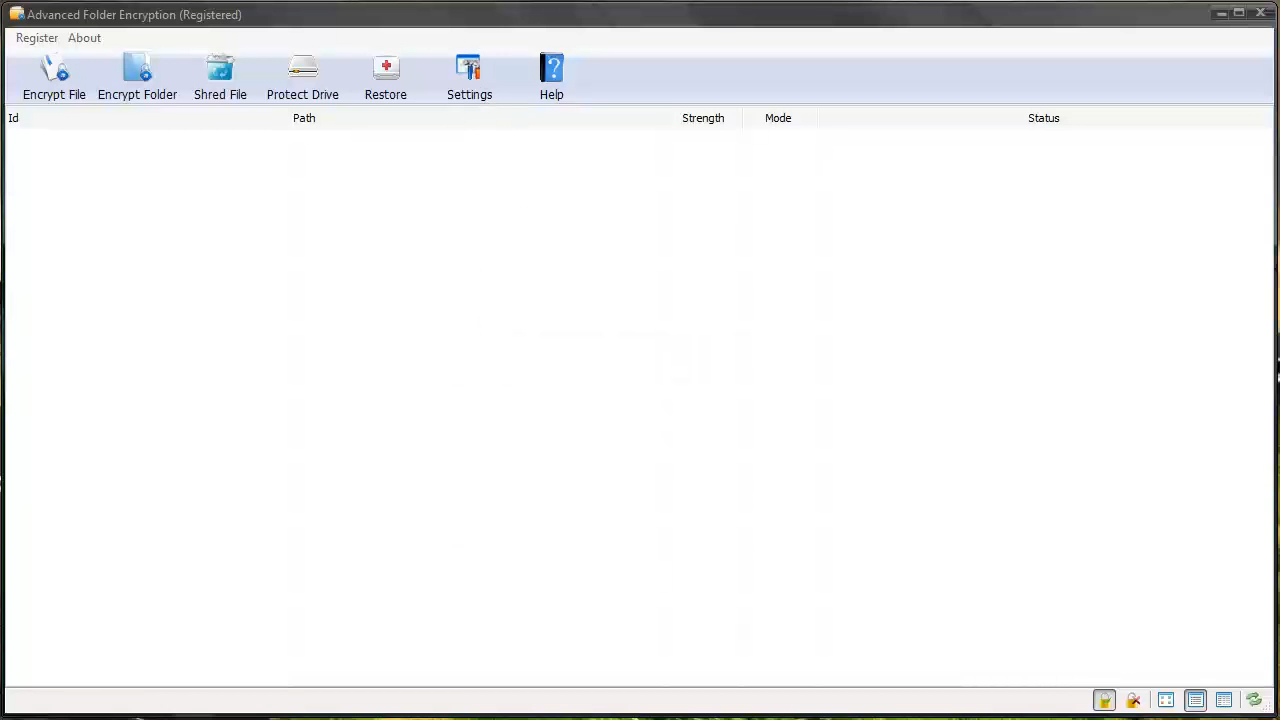 Advanced Folder Encryption (Registered)
Register About
Encrypt File Encrypt Folder Shred File Protect Drive Restore Settings Help
Id Path Strength Mode Status